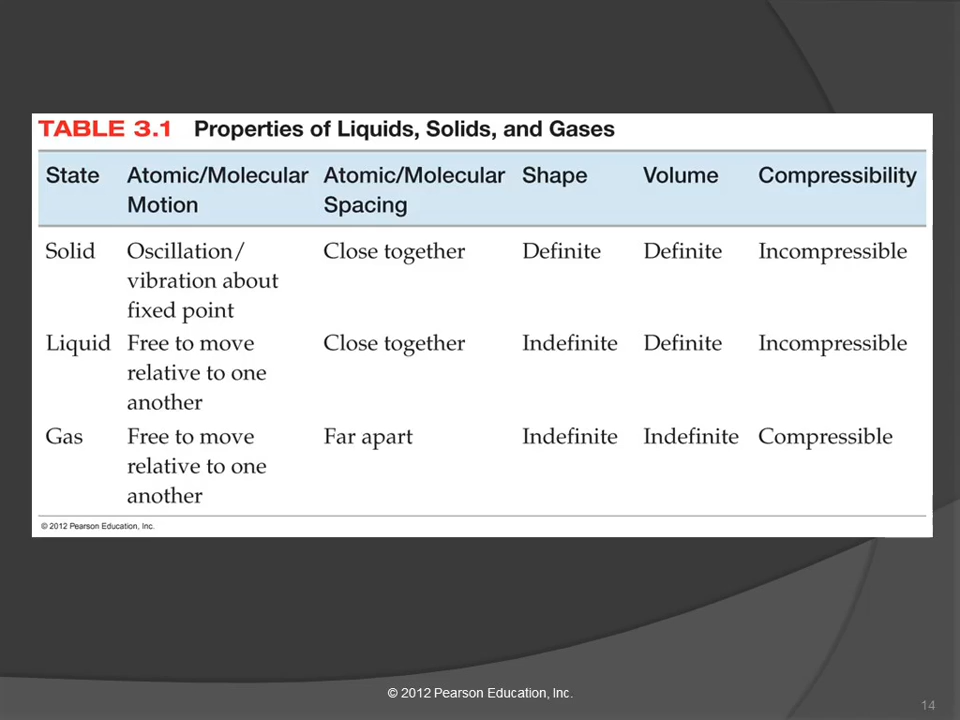 TABLE 3.1 Properties of Liquids, Solids, and Gases
State Atomic/Molecular Motion Atomic/Molecular Spacing Shape Volume Compressibility
Solid Oscillation/ vibration about fixed point Close together Definite Definite Incompressible
Liquid Free to move relative to one another Close together Indefinite Definite Incompressible
Gas Free to move relative to one another Far apart Indefinite Indefinite Compressible
© 2012 Pearson Education, Inc.
© 2012 Pearson Education, Inc.
14